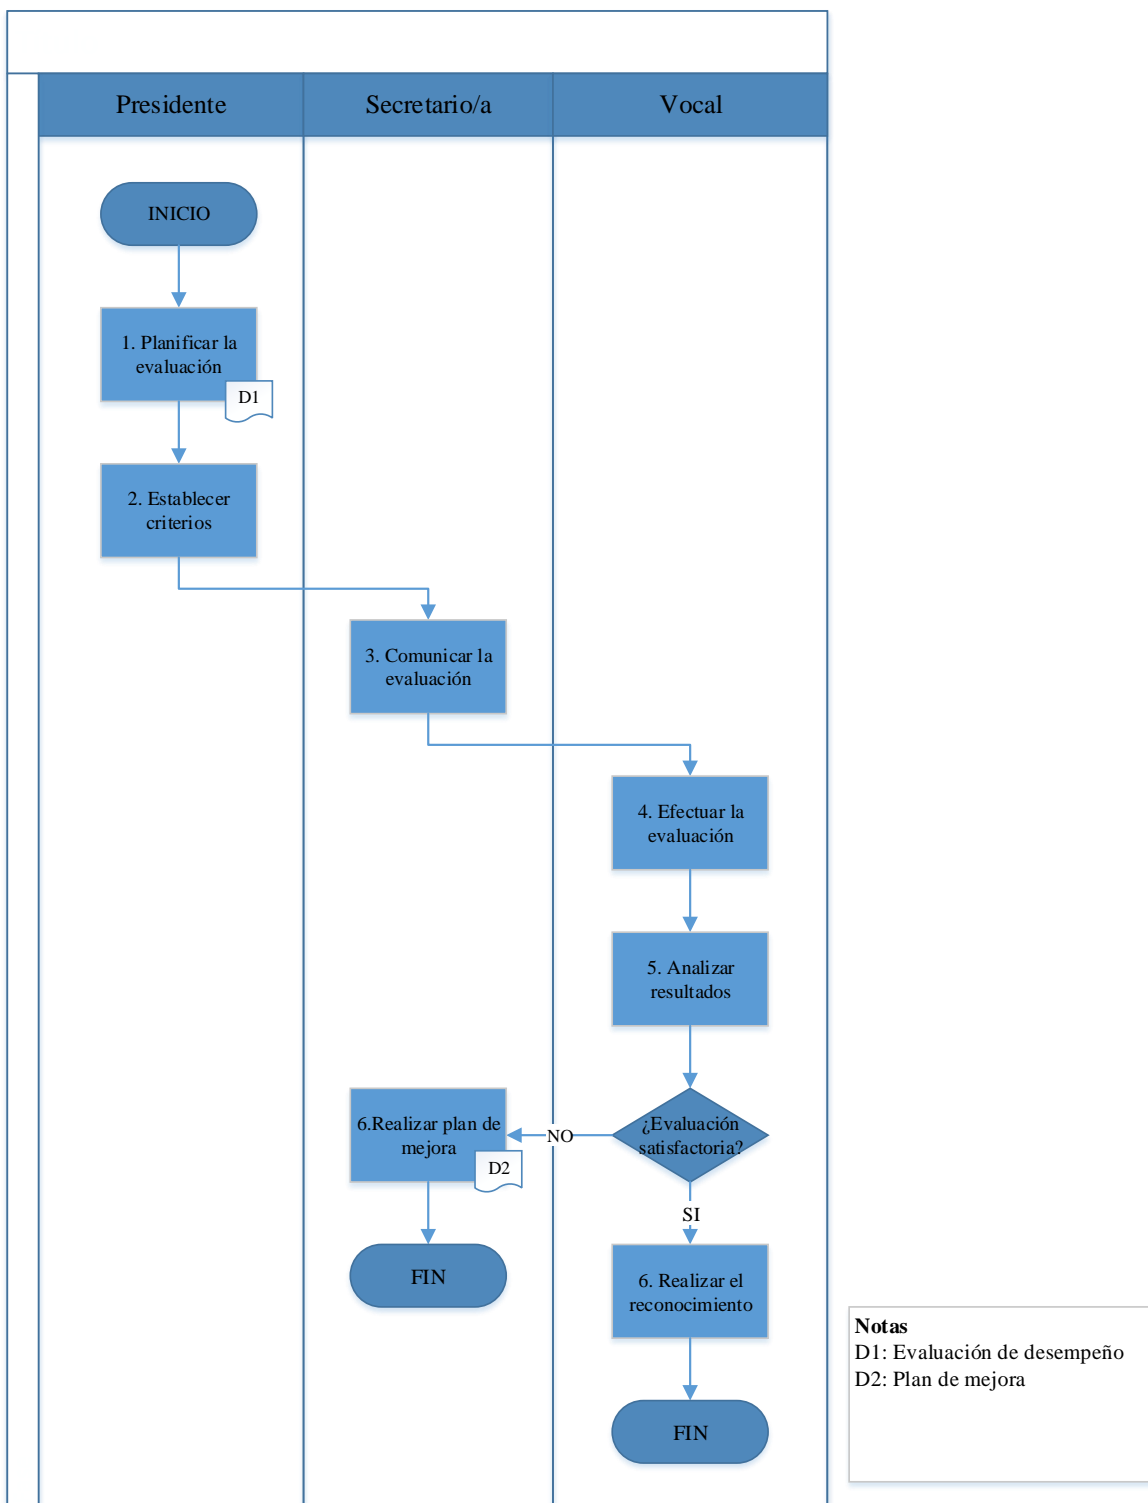 Presidente
Secretario/a
Vocal
INICIO
1. Planificar la
evaluación
D1
2. Establecer
criterios
3. Comunicar la
evaluación
4. Efectuar la
evaluación
5. Analizar
resultados
¿Evaluación
satisfactoria?
NO
6.Realizar plan de
mejora
D2
SI
FIN
6. Realizar el
reconocimiento
FIN
Notas
D1: Evaluación de desempeño
D2: Plan de mejora